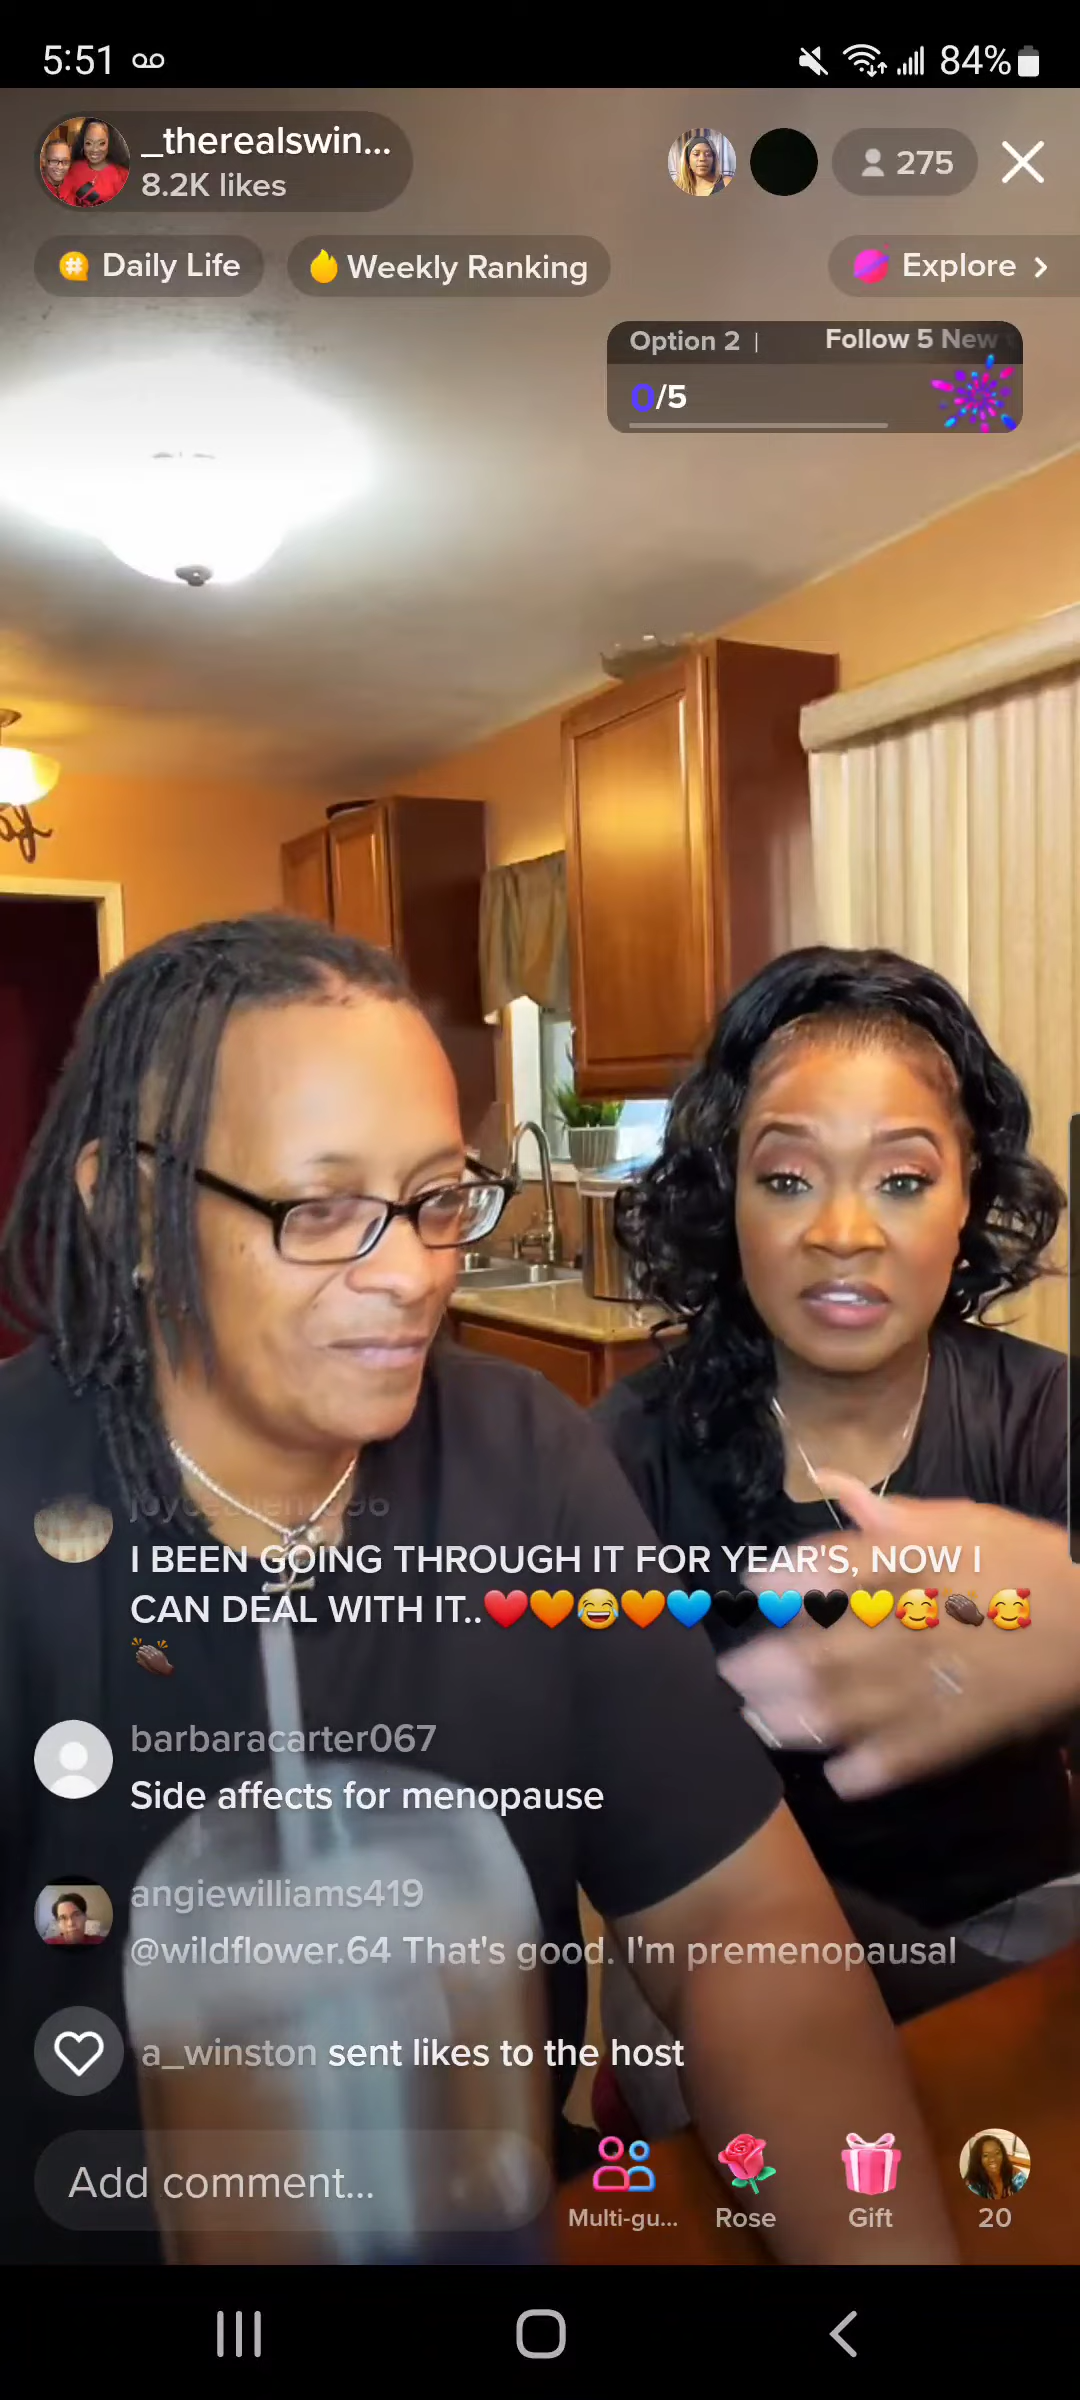 5:51
84%
_therealswin...
8.2K likes
275
Daily Life
Weekly Ranking
Explore
Option 2 |
Follow 5 New
0/5
I BEEN GOING THROUGH IT FOR YEAR'S, NOW I
CAN DEAL WITH IT..❤️🧡😂🧡💙🖤💙🖤💛🥰👏🏿🥰
👏🏿
barbaracarter067
Side affects for menopause
angiewilliams419
@wildflower.64 That's good. I'm premenopausal
a_winston sent likes to the host
Add comment...
Multi-gu...
Rose
Gift
20